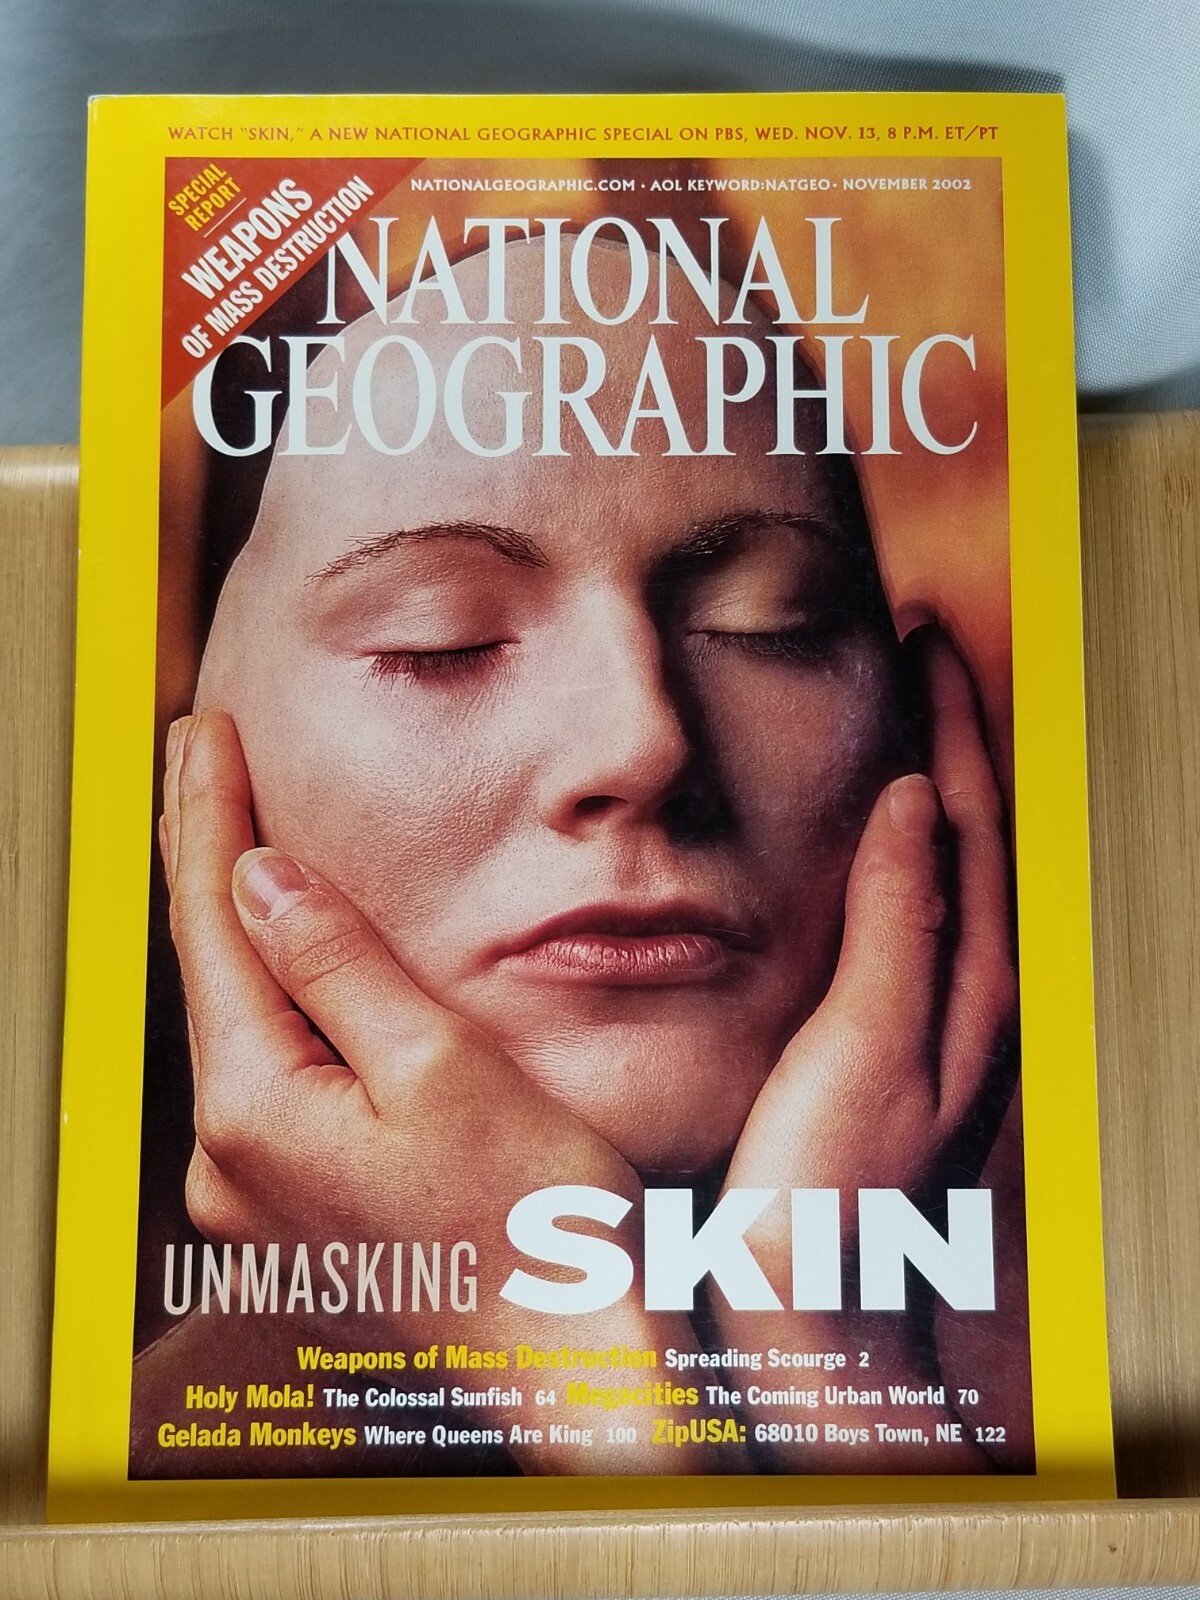 WATCH "SKIN," A NEW NATIONAL GEOGRAPHIC SPECIAL ON PBS, WED. NOV. 13, 8 P.M. ET/PT
SPECIAL
REPORT
WEAPONS
OF MASS DESTRUCTION
NATIONALGEOGRAPHIC.COM • AOL KEYWORD:NATGEO • NOVEMBER 2002
NATIONAL
GEOGRAPHIC
UNMASKING SKIN
Weapons of Mass Destruction Spreading Scourge 2
Holy Mola! The Colossal Sunfish 64 Megacities The Coming Urban World 70
Gelada Monkeys Where Queens Are King 100 ZipUSA: 68010 Boys Town, NE 122